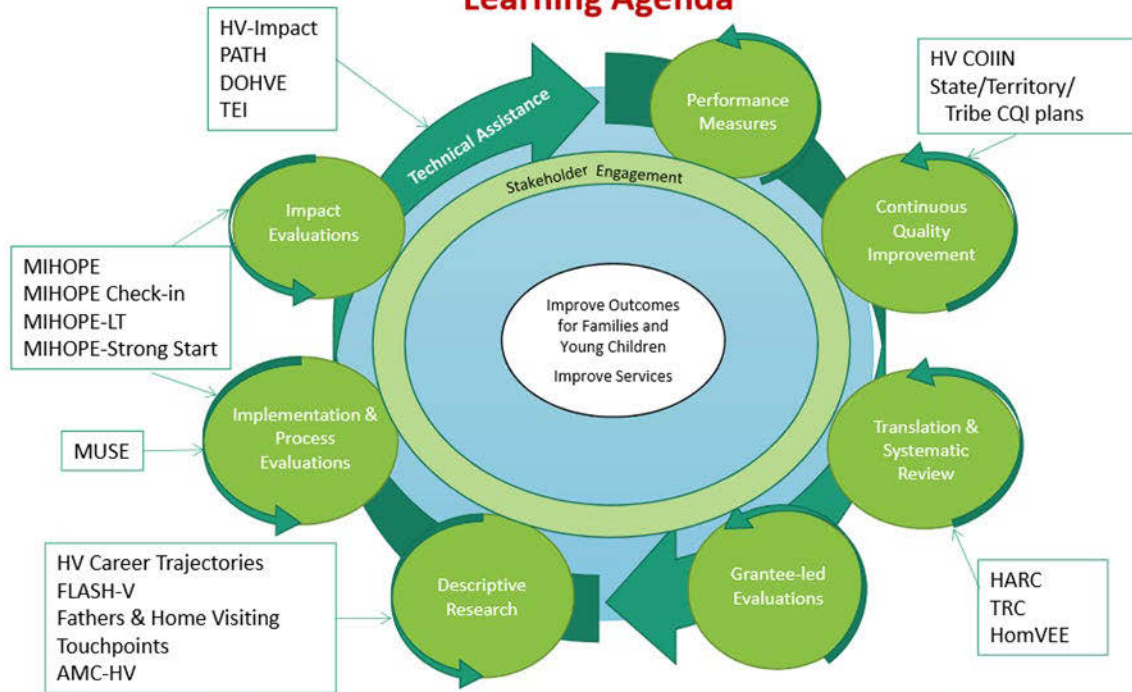 Learning Agenda
HV-Impact
PATH
DOHVE
TEI
Technical Assistance
Performance
Measures
HV COIIN
State/Territory/
Tribe CQI plans
Stakeholder Engagement
Impact
Evaluations
Continuous
Quality
Improvement
MIHOPE
MIHOPE Check-in
MIHOPE-LT
MIHOPE-Strong Start
Improve Outcomes
for Families and
Young Children
Improve Services
Implementation &
Process
Evaluations
MUSE
Translation &
Systematic
Review
HV Career Trajectories
FLASH-V
Fathers & Home Visiting
Touchpoints
AMC-HV
Descriptive
Research
Grantee-led
Evaluations
HARC
TRC
HomVEE